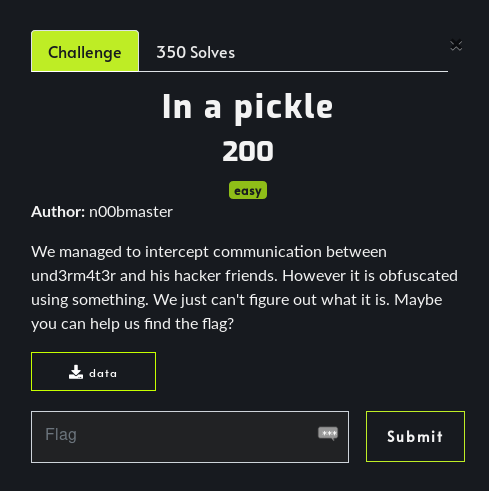 Challenge 350 Solves ×
In a pickle
200
easy
Author: n00bmaster
We managed to intercept communication between
und3rm4t3r and his hacker friends. However it is obfuscated
using something. We just can't figure out what it is. Maybe
you can help us find the flag?
data
Flag
Submit